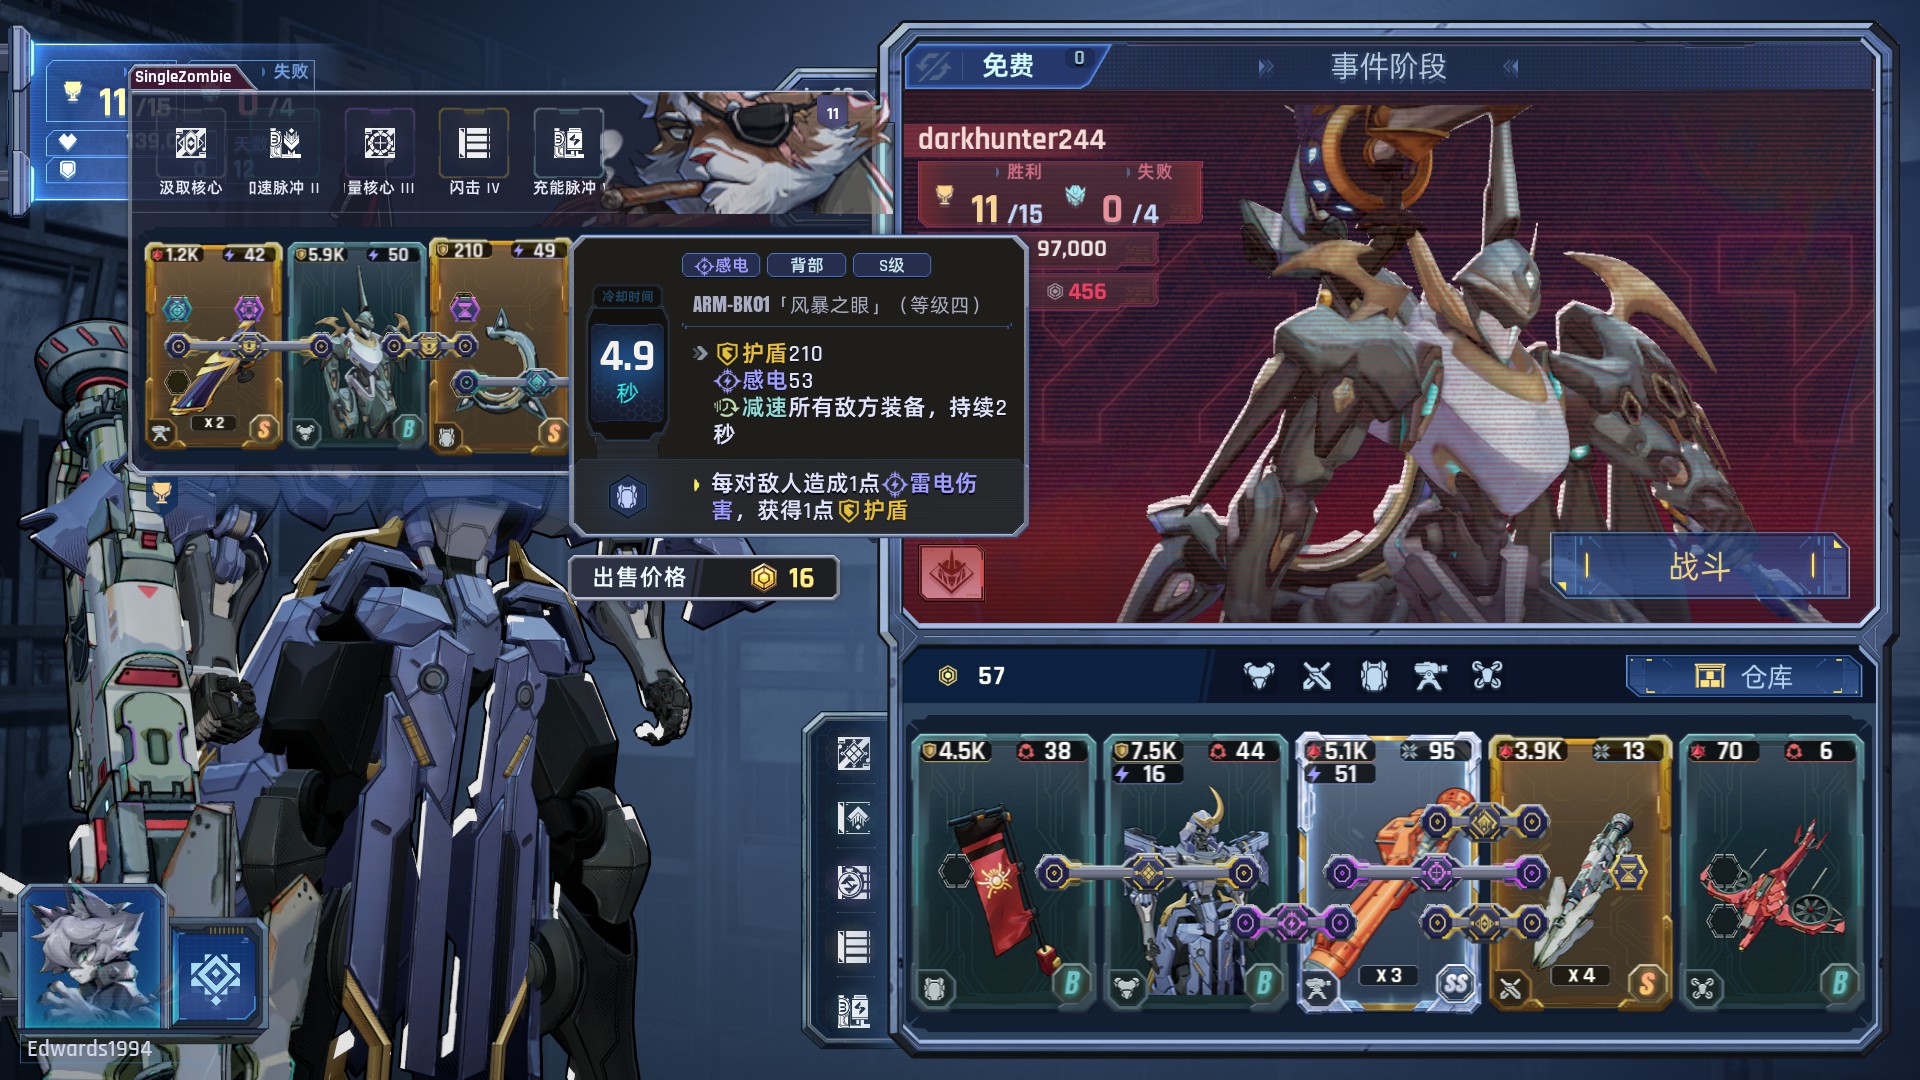 SingleZombie
失败
11
/15
0
/4
11
汲取核心
速脉冲 II
量核心 III
闪击 IV
充能脉冲
1.2K
42
5.9K
50
210
49
X2
S
B
S
感电
背部
S级
冷却时间
4.9
秒
ARM-BK01「风暴之眼」（等级四）
护盾210
感电53
减速所有敌方装备，持续2
秒
每对敌人造成1点雷电伤
害，获得1点护盾
出售价格
16
免费
0
事件阶段
darkhunter244
胜利
失败
11
/15
0
/4
97,000
456
战斗
57
仓库
4.5K
38
7.5K
44
16
5.1K
95
51
3.9K
13
70
6
B
B
X3
SS
X4
S
B
Edwards1994